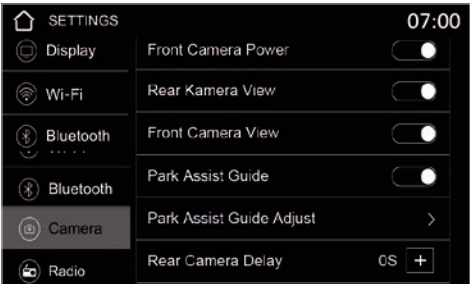 SETTINGS 07:00
Display
Wi-Fi
Bluetooth
Bluetooth
Camera
Radio
Front Camera Power
Rear Kamera View
Front Camera View
Park Assist Guide
Park Assist Guide Adjust >
Rear Camera Delay 0S +